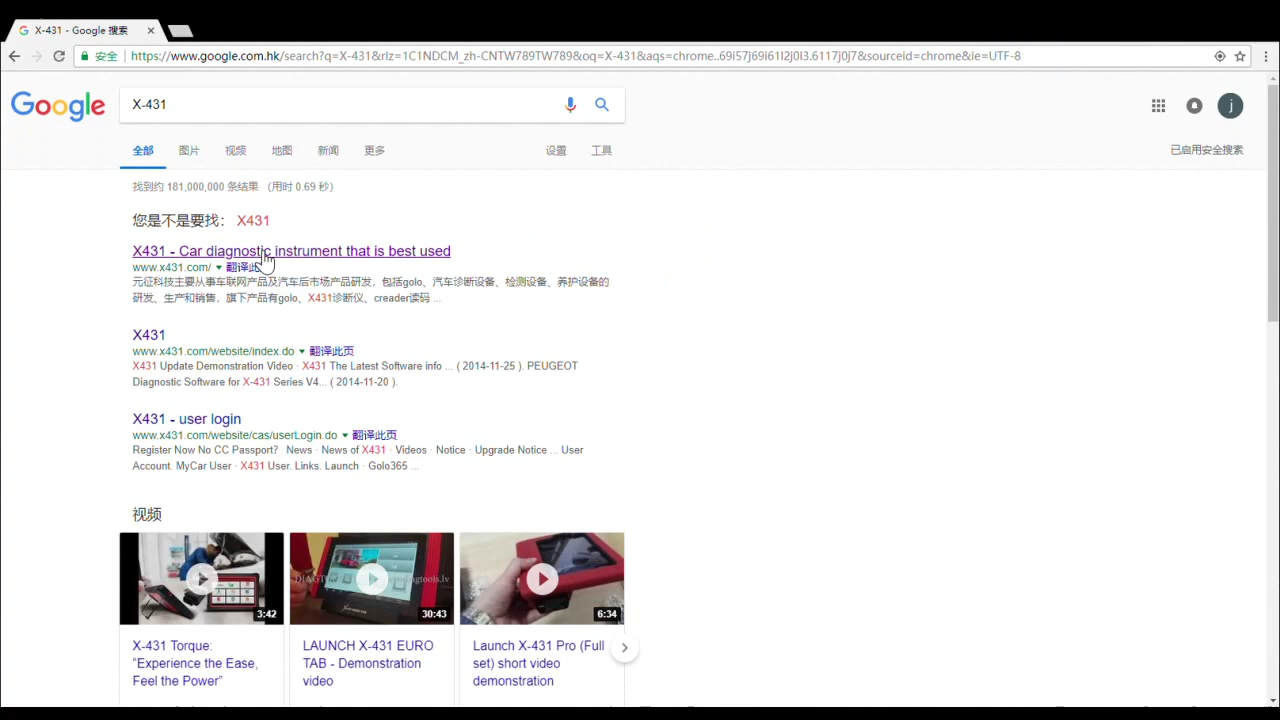 X-431 - Google 搜索
安全 https://www.google.com.hk/search?q=X-431&rlz=1C1NDCM_zh-CNTW789TW789&oq=X-431&aqs=chrome..69i57j69i61l2j0l3.6117j0j7&sourceid=chrome&ie=UTF-8
Google
X-431
j
全部 图片 视频 地图 新闻 更多 设置 工具 已启用安全搜索
找到约 181,000,000 条结果 （用时 0.69 秒）
您是不是要找： X431
X431 - Car diagnostic instrument that is best used
www.x431.com/ 翻译此
元征科技主要从事车联网产品及汽车后市场产品研发，包括golo、汽车诊断设备、检测设备、养护设备的
研发、生产和销售，旗下产品有golo、X431诊断仪、creader读码 ...
X431
www.x431.com/website/index.do 翻译此页
X431 Update Demonstration Video · X431 The Latest Software info ... ( 2014-11-25 ). PEUGEOT
Diagnostic Software for X-431 Series V4... ( 2014-11-20 ).
X431 - user login
www.x431.com/website/cas/userLogin.do 翻译此页
Register Now No CC Passport? News · News of X431 · Videos · Notice · Upgrade Notice ... User
Account. MyCar User · X431 User. Links. Launch · Golo365 ...
视频
3:42
30:43
6:34
X-431 Torque:
“Experience the Ease,
Feel the Power”
LAUNCH X-431 EURO
TAB - Demonstration
video
Launch X-431 Pro (Full
set) short video
demonstration